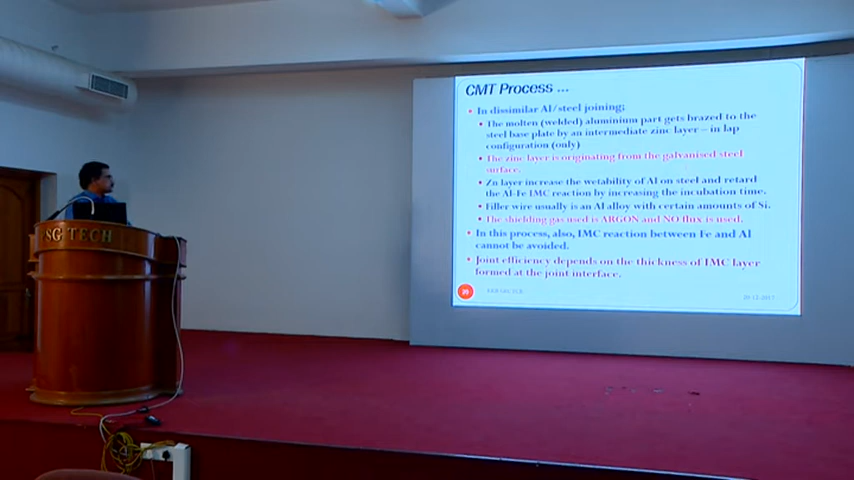 CMT Process ...
• In dissimilar Al/steel joining;
• The molten (welded) aluminium part gets brazed to the
steel base plate by an intermediate zinc layer – in lap
configuration (only)
• The zinc layer is originating from the galvanised steel
surface.
• Zn layer increase the wetability of Al on steel and retard
the Al-Fe IMC reaction by increasing the incubation time.
• Filler wire usually is an Al alloy with certain amounts of Si.
• The shielding gas used is ARGON and NO flux is used.
• In this process, also, IMC reaction between Fe and Al
cannot be avoided.
• Joint efficiency depends on the thickness of IMC layer
formed at the joint interface.
SG TECH